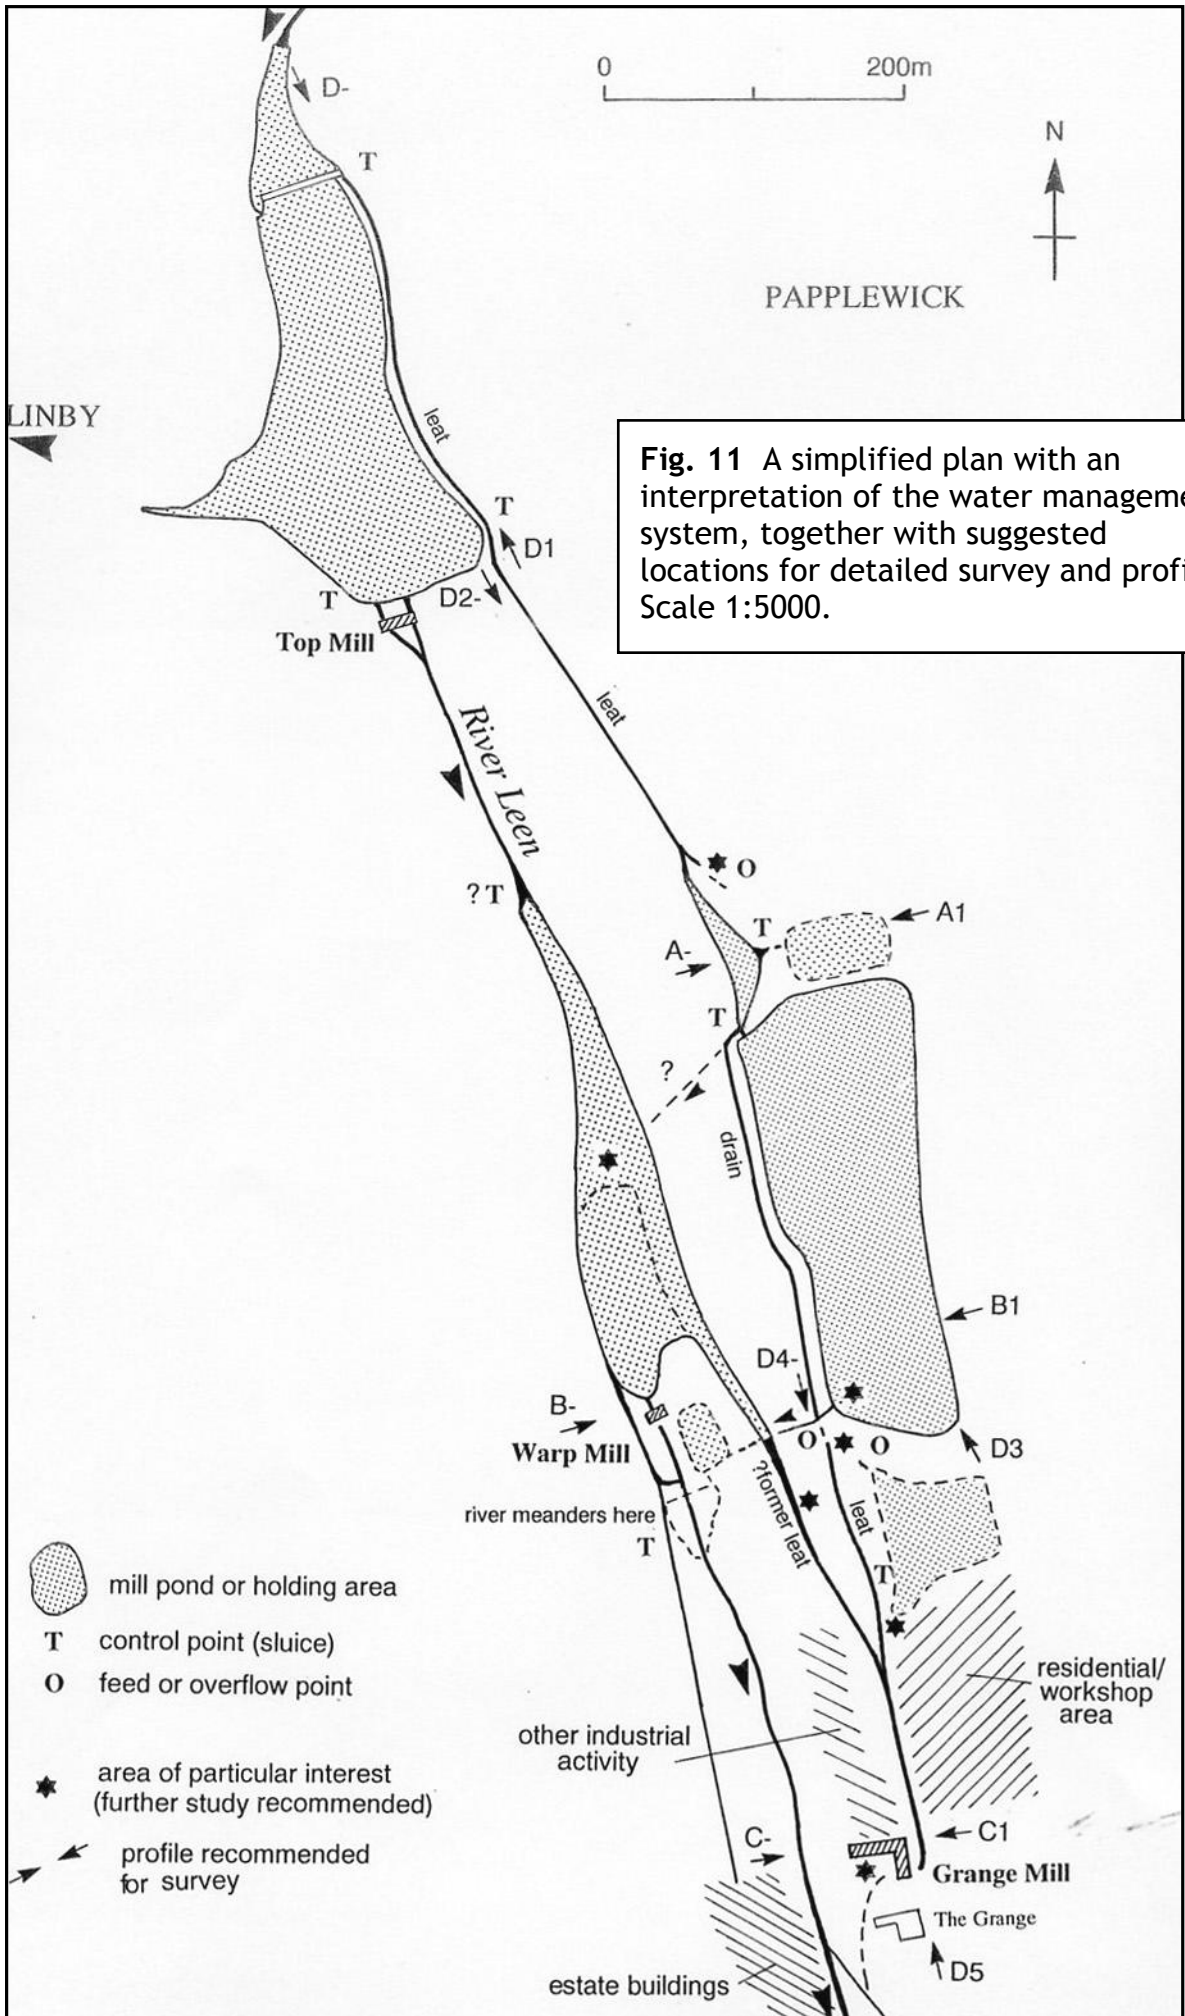 0 200m
D-
T
N
PAPPLEWICK
LINBY
leat
Fig. 11 A simplified plan with an
interpretation of the water manageme
system, together with suggested
locations for detailed survey and profi
Scale 1:5000.
T
D1
D2-
T
Top Mill
leat
River Leen
O
? T
A1
T
A-
T
?
drain
B1
D4-
B-
O
O
D3
Warp Mill
?former leat
leat
river meanders here
T
T
mill pond or holding area
T control point (sluice)
O feed or overflow point
residential/
workshop
area
other industrial
activity
area of particular interest
(further study recommended)
C-
C1
profile recommended
for survey
Grange Mill
The Grange
D5
estate buildings